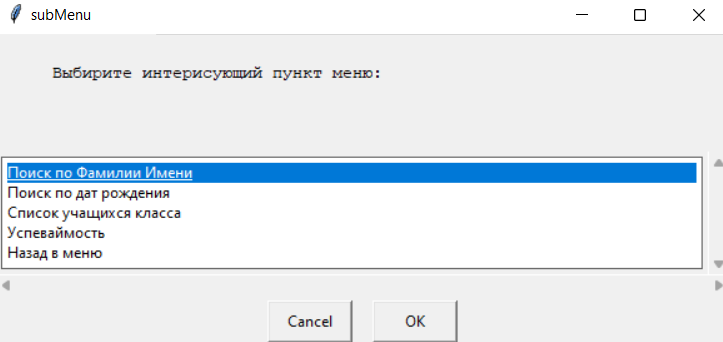 subMenu
Выбирите интерисующий пункт меню:
Поиск по Фамилии Имени
Поиск по дат рождения
Список учащихся класса
Успеваймость
Назад в меню
Cancel OK